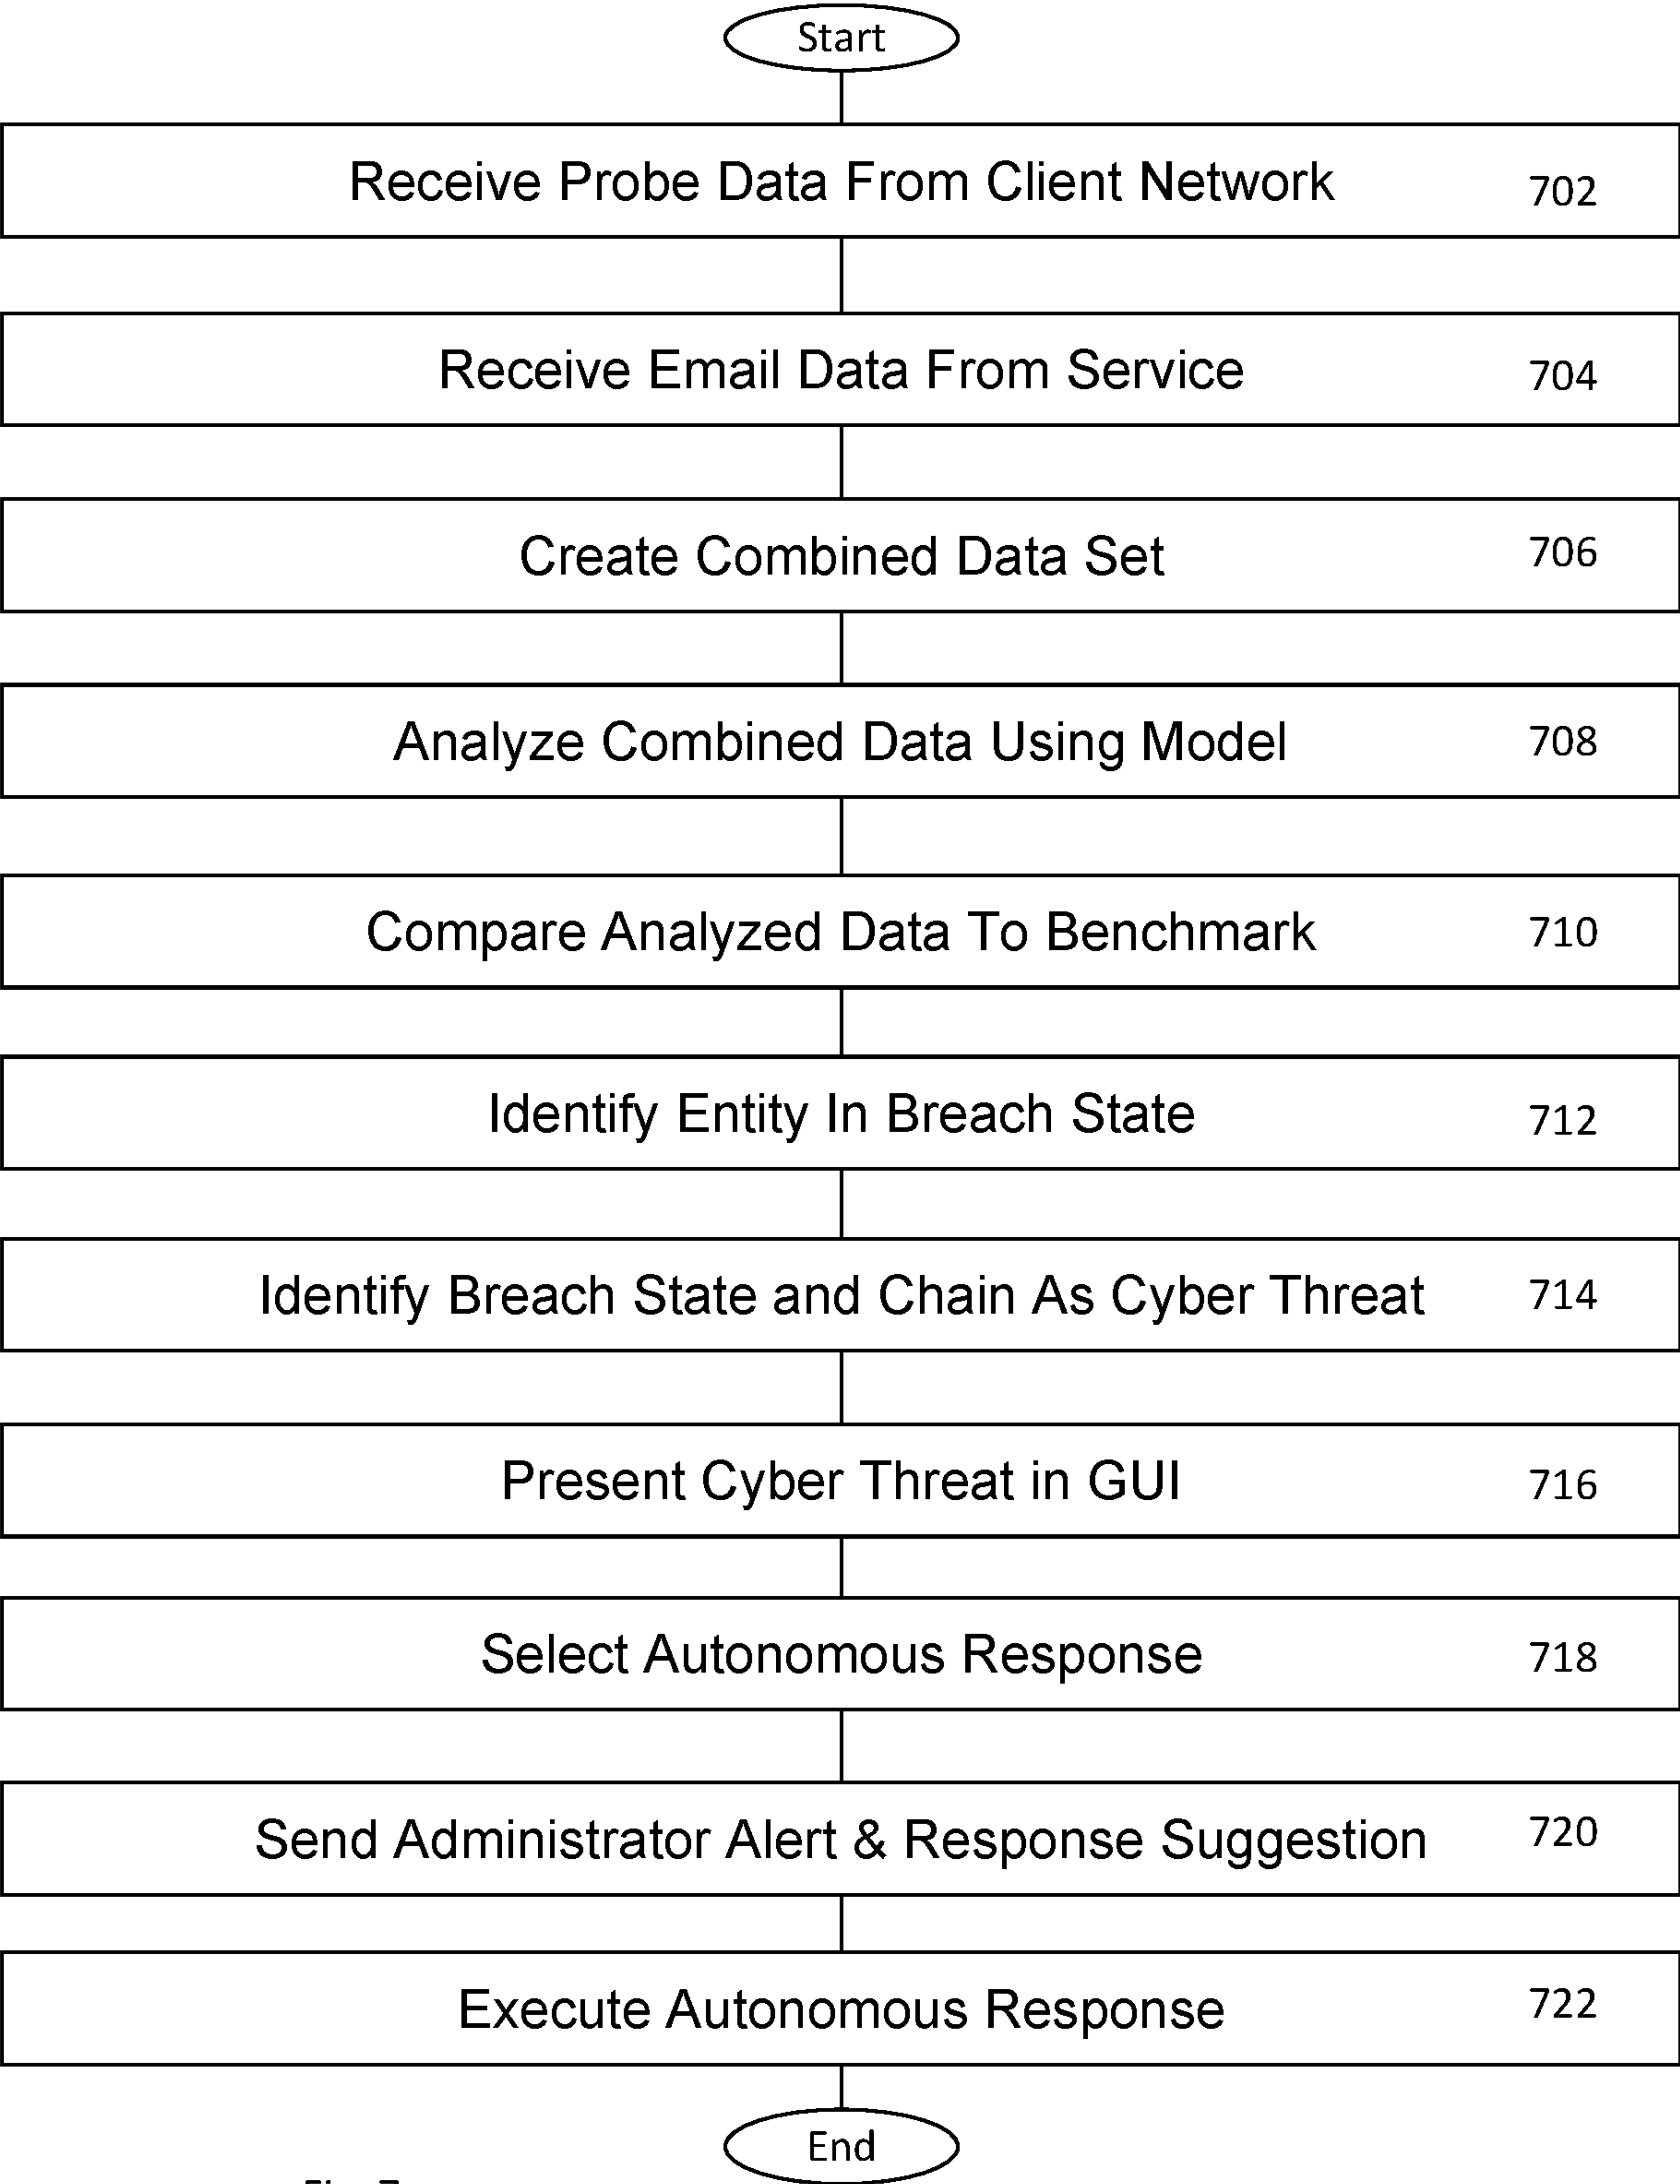 Start
Receive Probe Data From Client Network 702
Receive Email Data From Service 704
Create Combined Data Set 706
Analyze Combined Data Using Model 708
Compare Analyzed Data To Benchmark 710
Identify Entity In Breach State 712
Identify Breach State and Chain As Cyber Threat 714
Present Cyber Threat in GUI 716
Select Autonomous Response 718
Send Administrator Alert & Response Suggestion 720
Execute Autonomous Response 722
End